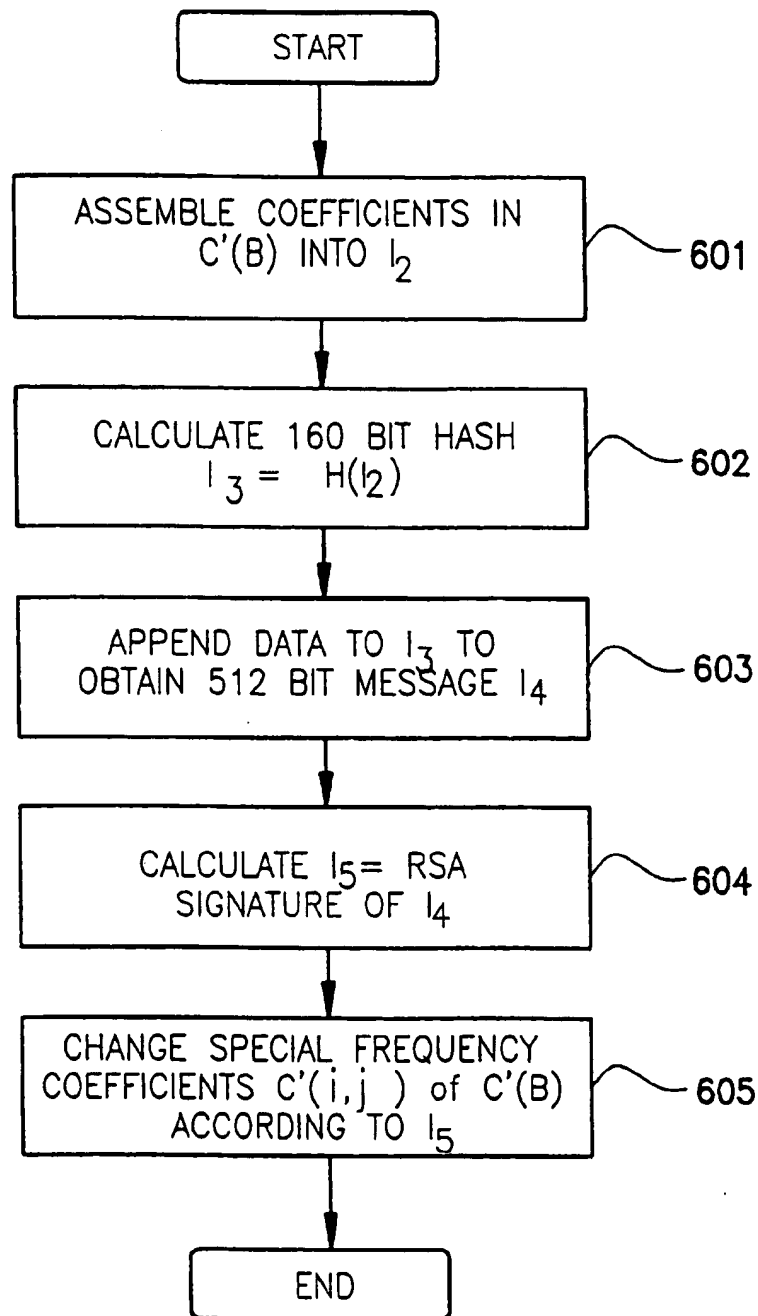 START
ASSEMBLE COEFFICIENTS IN
C'(B) INTO I2
601
CALCULATE 160 BIT HASH
I3 = H(I2)
602
APPEND DATA TO I3 TO
OBTAIN 512 BIT MESSAGE I4
603
CALCULATE I5= RSA
SIGNATURE OF I4
604
CHANGE SPECIAL FREQUENCY
COEFFICIENTS C'(i,j ) of C'(B)
ACCORDING TO I5
605
END